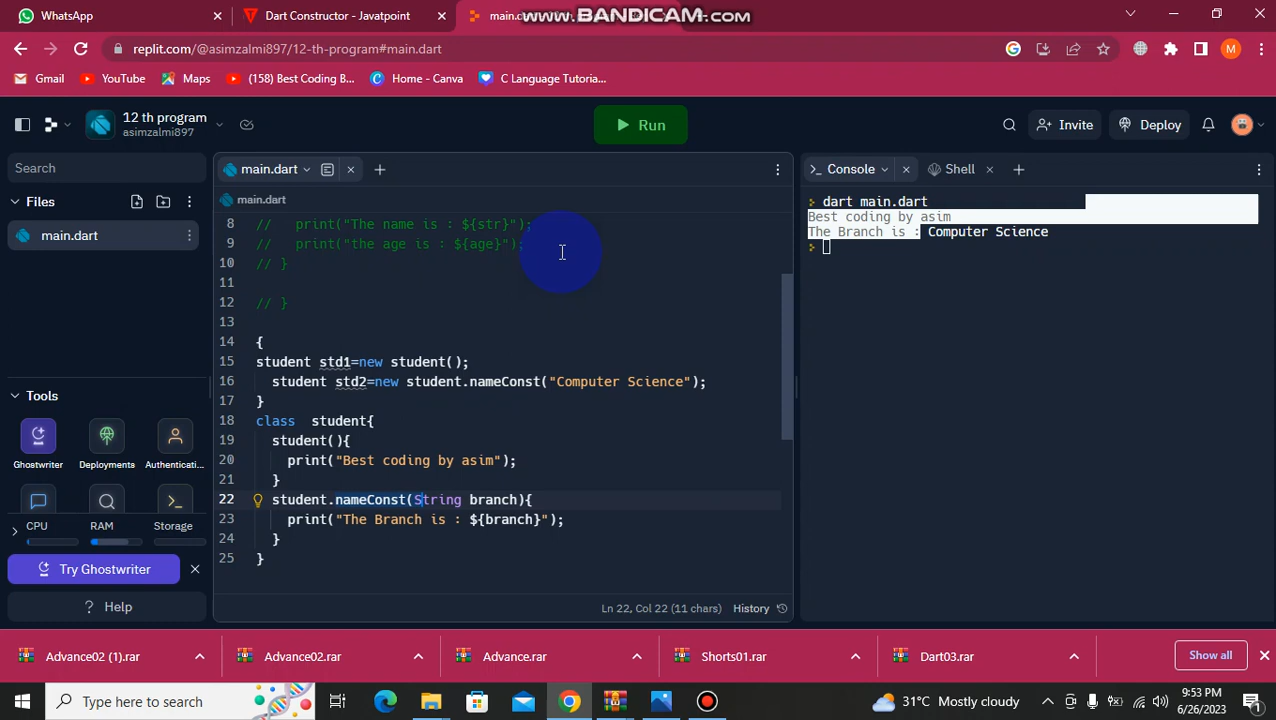 WhatsApp
Dart Constructor - Javatpoint
main.d
WWW.BANDICAM.COM
replit.com/@asimzalmi897/12-th-program#main.dart
M
Gmail
YouTube
Maps
(158) Best Coding B...
Home - Canva
C Language Tutoria...
12 th program
asimzalmi897
Run
Invite
Deploy
Search
main.dart
Console
Shell
Files
main.dart
main.dart
dart main.dart
Best coding by asim
The Branch is : Computer Science
8 // print("The name is : ${str}");
9 // print("the age is : ${age}");
10 // }
11
12 // }
13
14 {
15 student std1=new student();
16 student std2=new student.nameConst("Computer Science");
17 }
18 class student{
19 student(){
20 print("Best coding by asim");
21 }
22 student.nameConst(String branch){
23 print("The Branch is : ${branch}");
24 }
25 }
Tools
Ghostwriter
Deployments
Authenticati...
CPU
RAM
Storage
Try Ghostwriter
? Help
Ln 22, Col 22 (11 chars)
History
Advance02 (1).rar
Advance02.rar
Advance.rar
Shorts01.rar
Dart03.rar
Show all
Type here to search
31°C Mostly cloudy
9:53 PM
6/26/2023
1